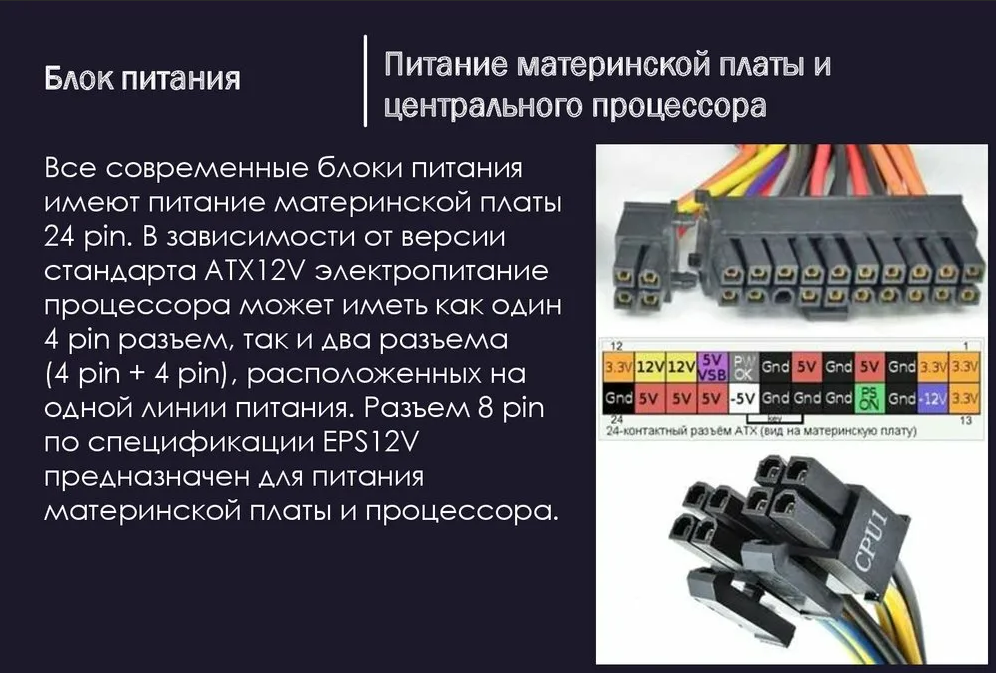 Блок питания
Питание материнской платы и
центрального процессора
Все современные блоки питания
имеют питание материнской платы
24 pin. В зависимости от версии
стандарта ATX12V электропитание
процессора может иметь как один
4 pin разъем, так и два разъема
(4 pin + 4 pin), расположенных на
одной линии питания. Разъем 8 pin
по спецификации EPS12V
предназначен для питания
материнской платы и процессора.
12 1
3.3V 12V 12V 5V VSB PW OK Gnd 5V Gnd 5V Gnd 3.3V 3.3V
Gnd 5V 5V 5V -5V Gnd Gnd Gnd PS ON Gnd -12V 3.3V
24 key 13
24-контактный разъём ATX (вид на материнскую плату)
CPU1